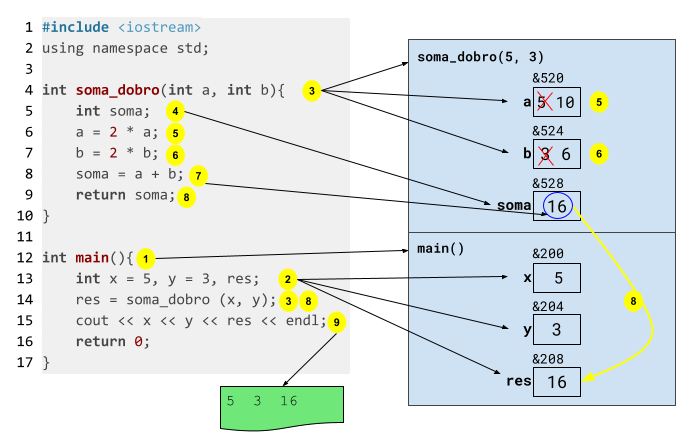 1 #include <iostream>
2 using namespace std;
3
4 int soma_dobro(int a, int b){ 3
5 int soma; 4
6 a = 2 * a; 5
7 b = 2 * b; 6
8 soma = a + b; 7
9 return soma; 8
10 }
11
12 int main(){ 1
13 int x = 5, y = 3, res; 2
14 res = soma_dobro (x, y); 3 8
15 cout << x << y << res << endl; 9
16 return 0;
17 }
5 3 16
soma_dobro(5, 3)
&520
a 5 10 5
&524
b 3 6 6
&528
soma 16
main()
&200
x 5
8
&204
y 3
&208
res 16